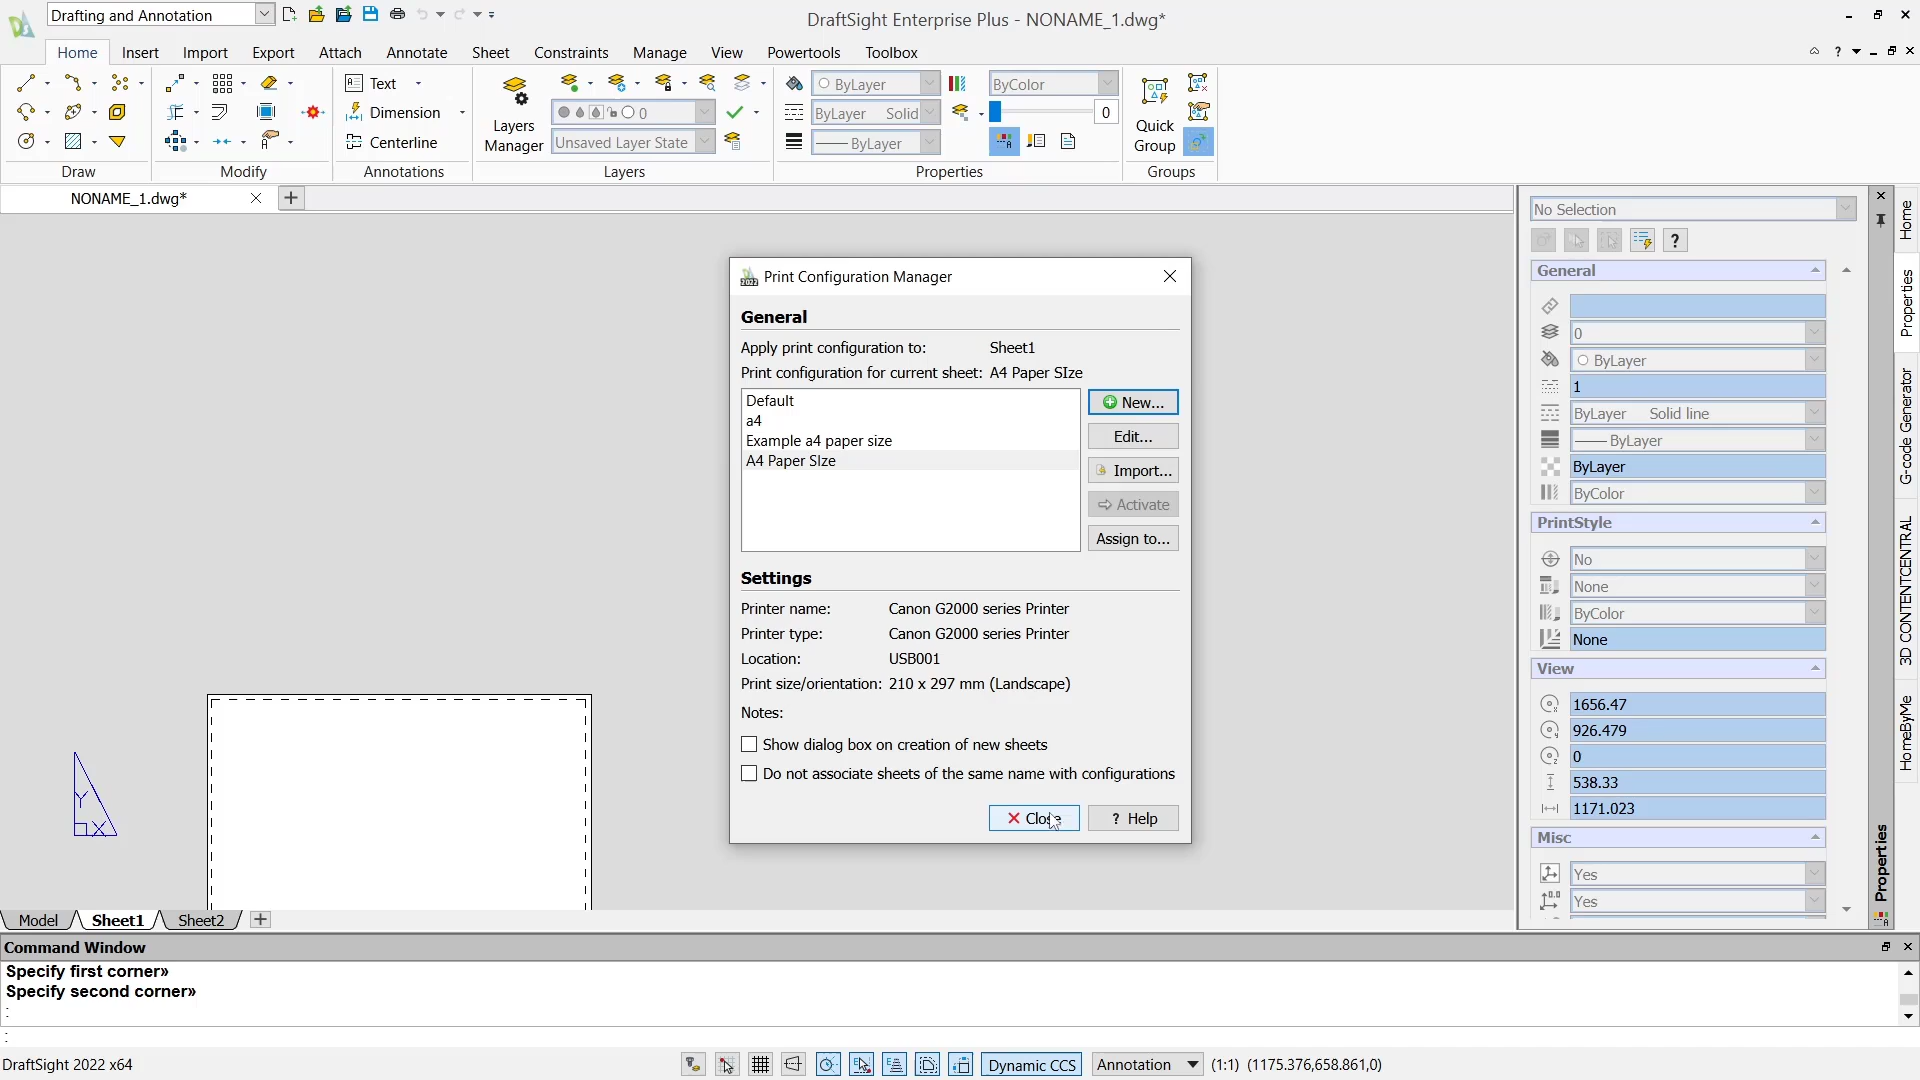 Drafting and Annotation
DraftSight Enterprise Plus - NONAME_1.dwg*
Home Insert Import Export Attach Annotate Sheet Constraints Manage View Powertools Toolbox
Text
Dimension
Centerline
Layers
Manager
0
Unsaved Layer State
ByLayer
ByLayer Solid
ByLayer
ByColor
0
Quick
Group
Draw Modify Annotations Layers Properties Groups
NONAME_1.dwg*
Print Configuration Manager
2022
General
Apply print configuration to: Sheet1
Print configuration for current sheet: A4 Paper SIze
Default
a4
Example a4 paper size
A4 Paper SIze
New...
Edit...
Import...
Activate
Assign to...
Settings
Printer name: Canon G2000 series Printer
Printer type: Canon G2000 series Printer
Location: USB001
Print size/orientation: 210 x 297 mm (Landscape)
Notes:
Show dialog box on creation of new sheets
Do not associate sheets of the same name with configurations
Close
? Help
No Selection
?
General
0
ByLayer
1
ByLayer Solid line
ByLayer
ByLayer
ByColor
PrintStyle
No
None
ByColor
None
View
1656.47
926.479
0
538.33
1171.023
Misc
Yes
Yes
Properties
Home
Properties
G-code Generator
3D CONTENTCENTRAL
HomeByMe
Y
X
Model Sheet1 Sheet2
Command Window
Specify first corner»
Specify second corner»
:
:
DraftSight 2022 x64
Dynamic CCS
Annotation
(1:1) (1175.376,658.861,0)